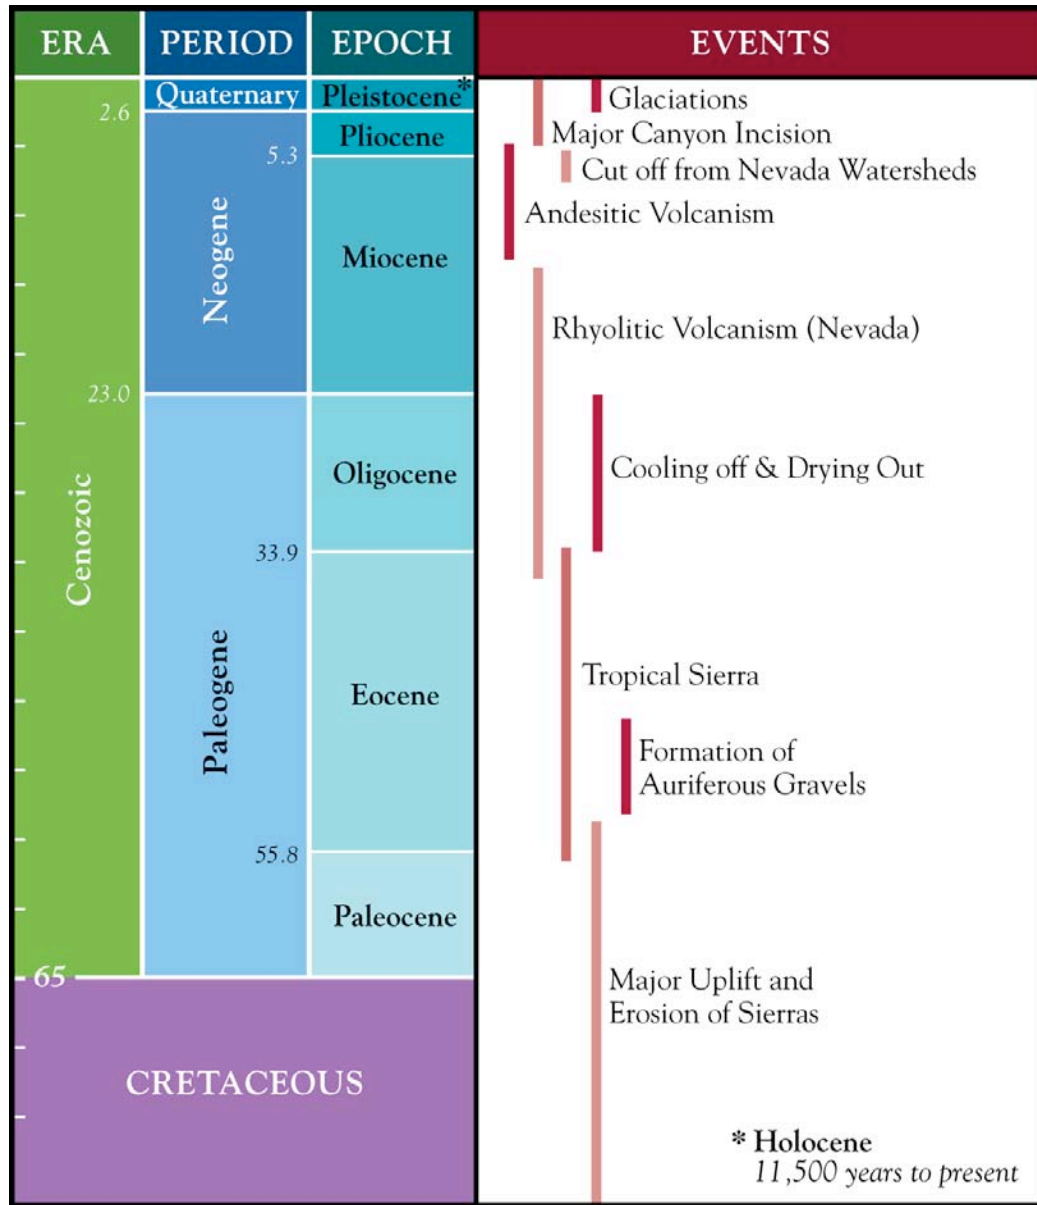 ERA
PERIOD
EPOCH
EVENTS
Quaternary
Pleistocene*
Glaciations
2.6
Major Canyon Incision
Pliocene
5.3
Cut off from Nevada Watersheds
Andesitic Volcanism
Neogene
Miocene
Rhyolitic Volcanism (Nevada)
23.0
Cenozoic
Oligocene
Cooling off & Drying Out
33.9
Paleogene
Eocene
Tropical Sierra
Formation of
Auriferous Gravels
55.8
Paleocene
65
Major Uplift and
Erosion of Sierras
CRETACEOUS
* Holocene
11,500 years to present